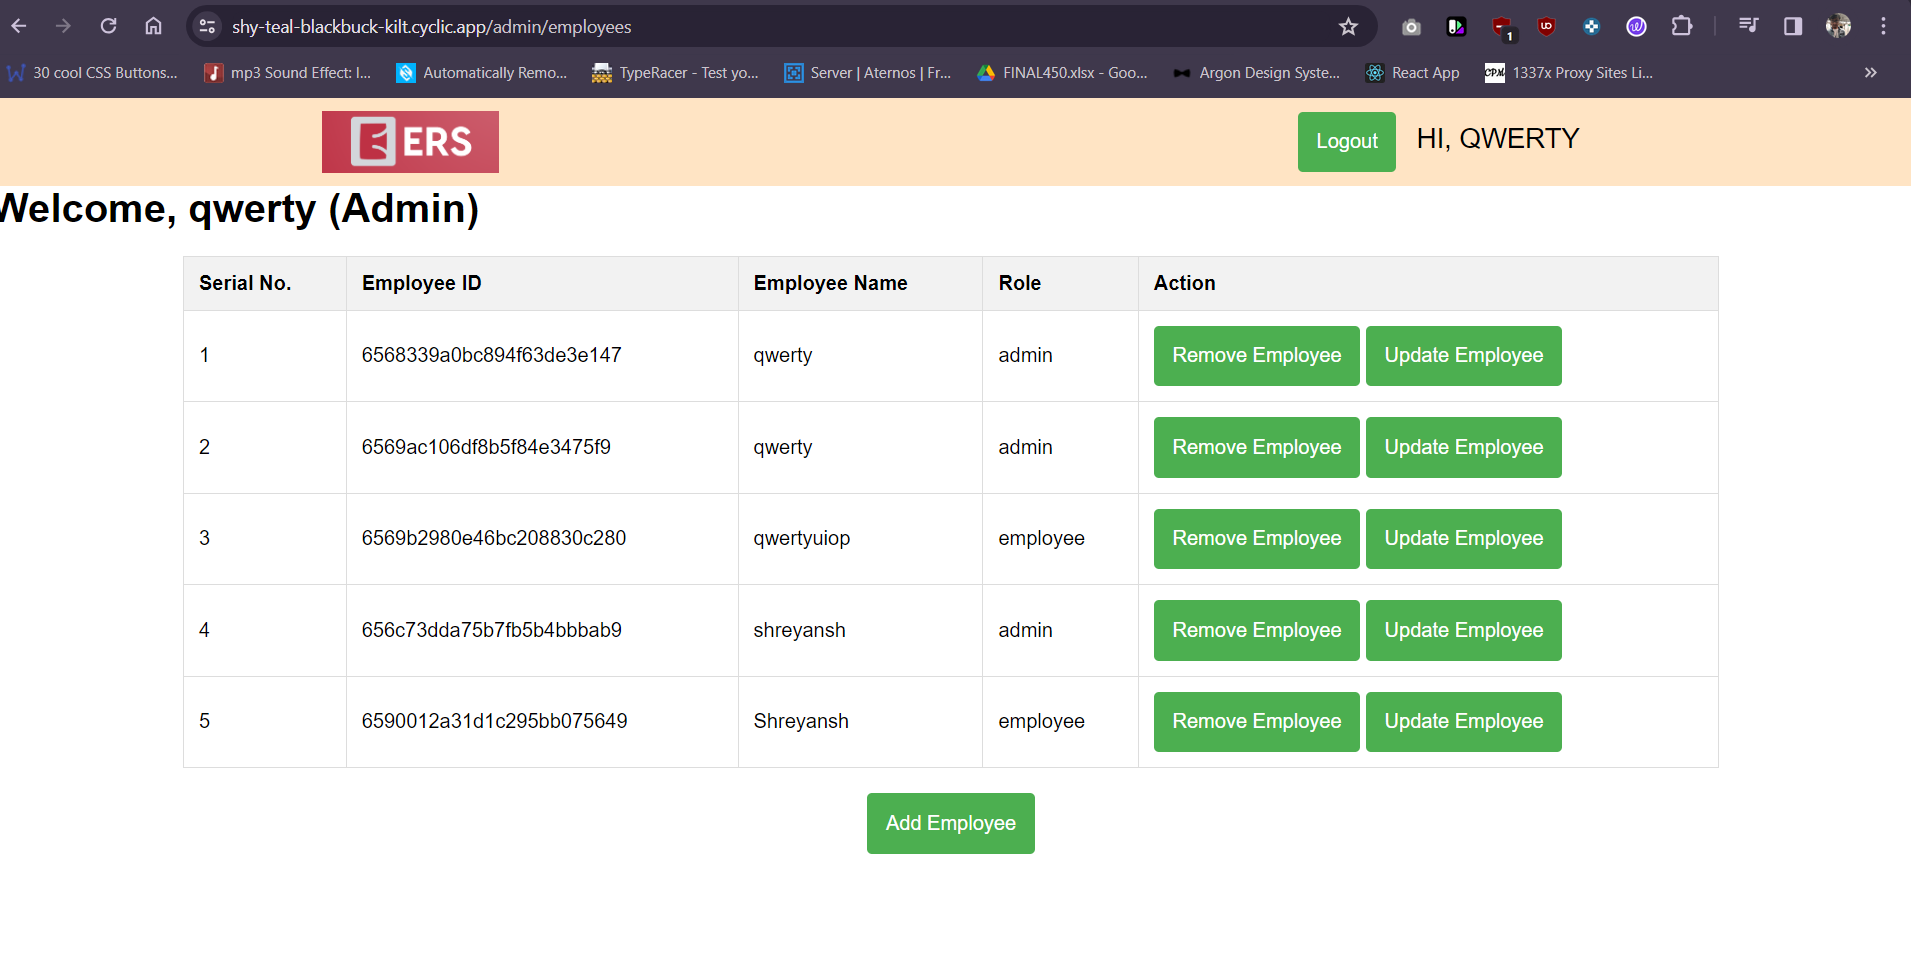 shy-teal-blackbuck-kilt.cyclic.app/admin/employees
1
30 cool CSS Buttons... mp3 Sound Effect: I... Automatically Remo... TypeRacer - Test yo... Server | Aternos | Fr... FINAL450.xlsx - Goo... Argon Design Syste... React App CPM 1337x Proxy Sites Li...
ERS Logout HI, QWERTY
Welcome, qwerty (Admin)
Serial No. Employee ID Employee Name Role Action
1 6568339a0bc894f63de3e147 qwerty admin Remove Employee Update Employee
2 6569ac106df8b5f84e3475f9 qwerty admin Remove Employee Update Employee
3 6569b2980e46bc208830c280 qwertyuiop employee Remove Employee Update Employee
4 656c73dda75b7fb5b4bbbab9 shreyansh admin Remove Employee Update Employee
5 6590012a31d1c295bb075649 Shreyansh employee Remove Employee Update Employee
Add Employee